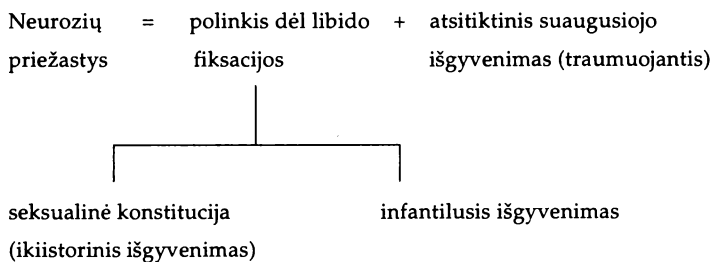 Neurozių = polinkis dėl libido + atsitiktinis suaugusiojo
priežastys fiksacijos išgyvenimas (traumuojantis)
seksualinė konstitucija infantilusis išgyvenimas
(ikiistorinis išgyvenimas)